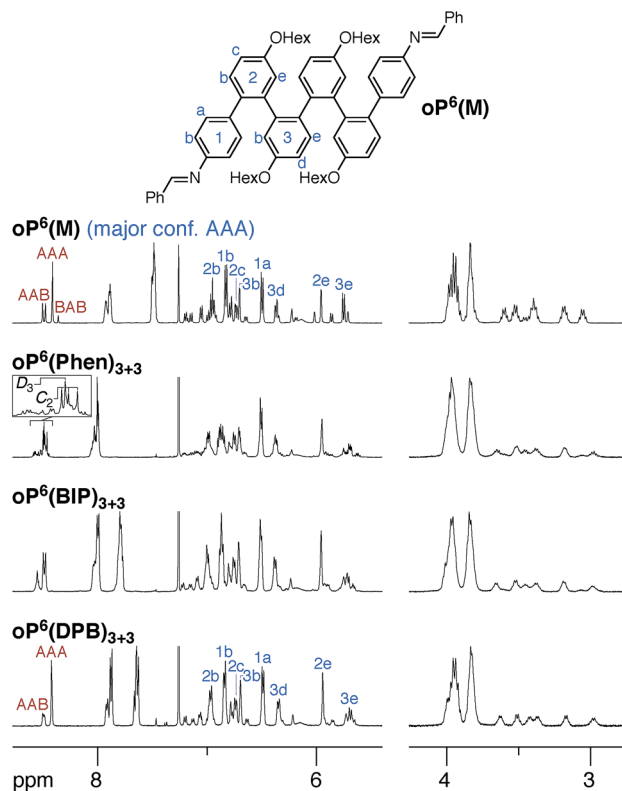 Ph
N
OHex
OHex
c
b
2
e
N
a
b
1
b
3
e
d
oP⁶(M)
N
Ph
HexO
HexO
oP⁶(M) (major conf. AAA)
AAA
AAB
BAB
2b
1b
2c
3b
1a
3d
2e
3e
oP⁶(Phen)₃₊₃
D₃
C₂
oP⁶(BIP)₃₊₃
oP⁶(DPB)₃₊₃
AAA
AAB
2b
1b
2c
3b
1a
3d
2e
3e
ppm 8 6 4 3